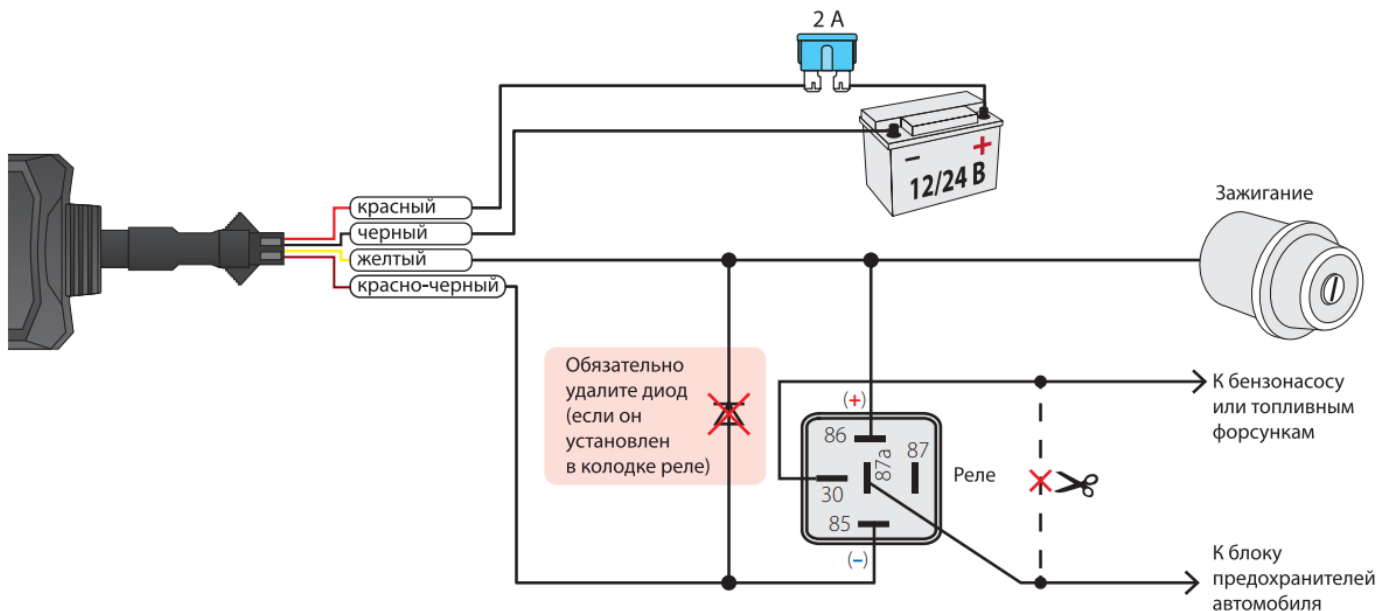 2 А
12/24 В
Зажигание
красный
черный
желтый
красно-черный
Обязательно
удалите диод
(если он
установлен
в колодке реле)
(+)
86
87а
87
30
85
(–)
Реле
К бензонасосу
или топливным
форсункам
К блоку
предохранителей
автомобиля